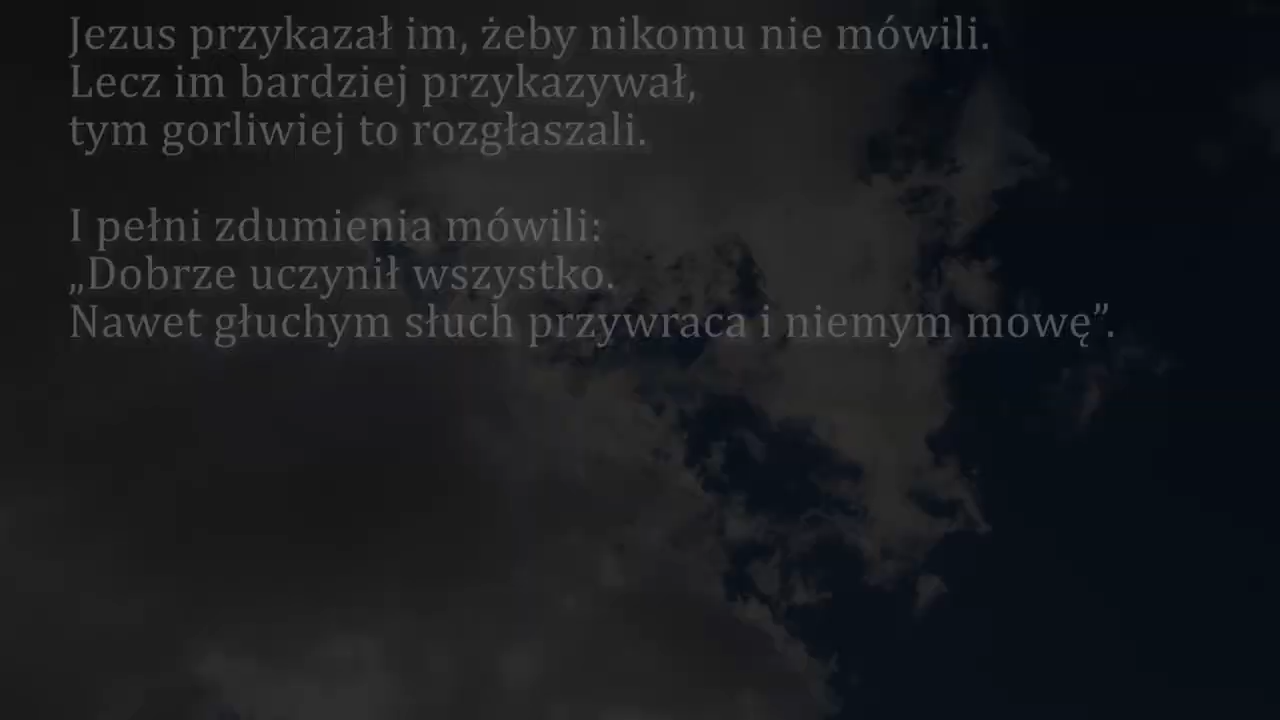 Jezus przykazał im, żeby nikomu nie mówili.
Lecz im bardziej przykazywał,
tym gorliwiej to rozgłaszali.
I pełni zdumienia mówili:
„Dobrze uczynił wszystko.
Nawet głuchym słuch przywraca i niemym mowę”.